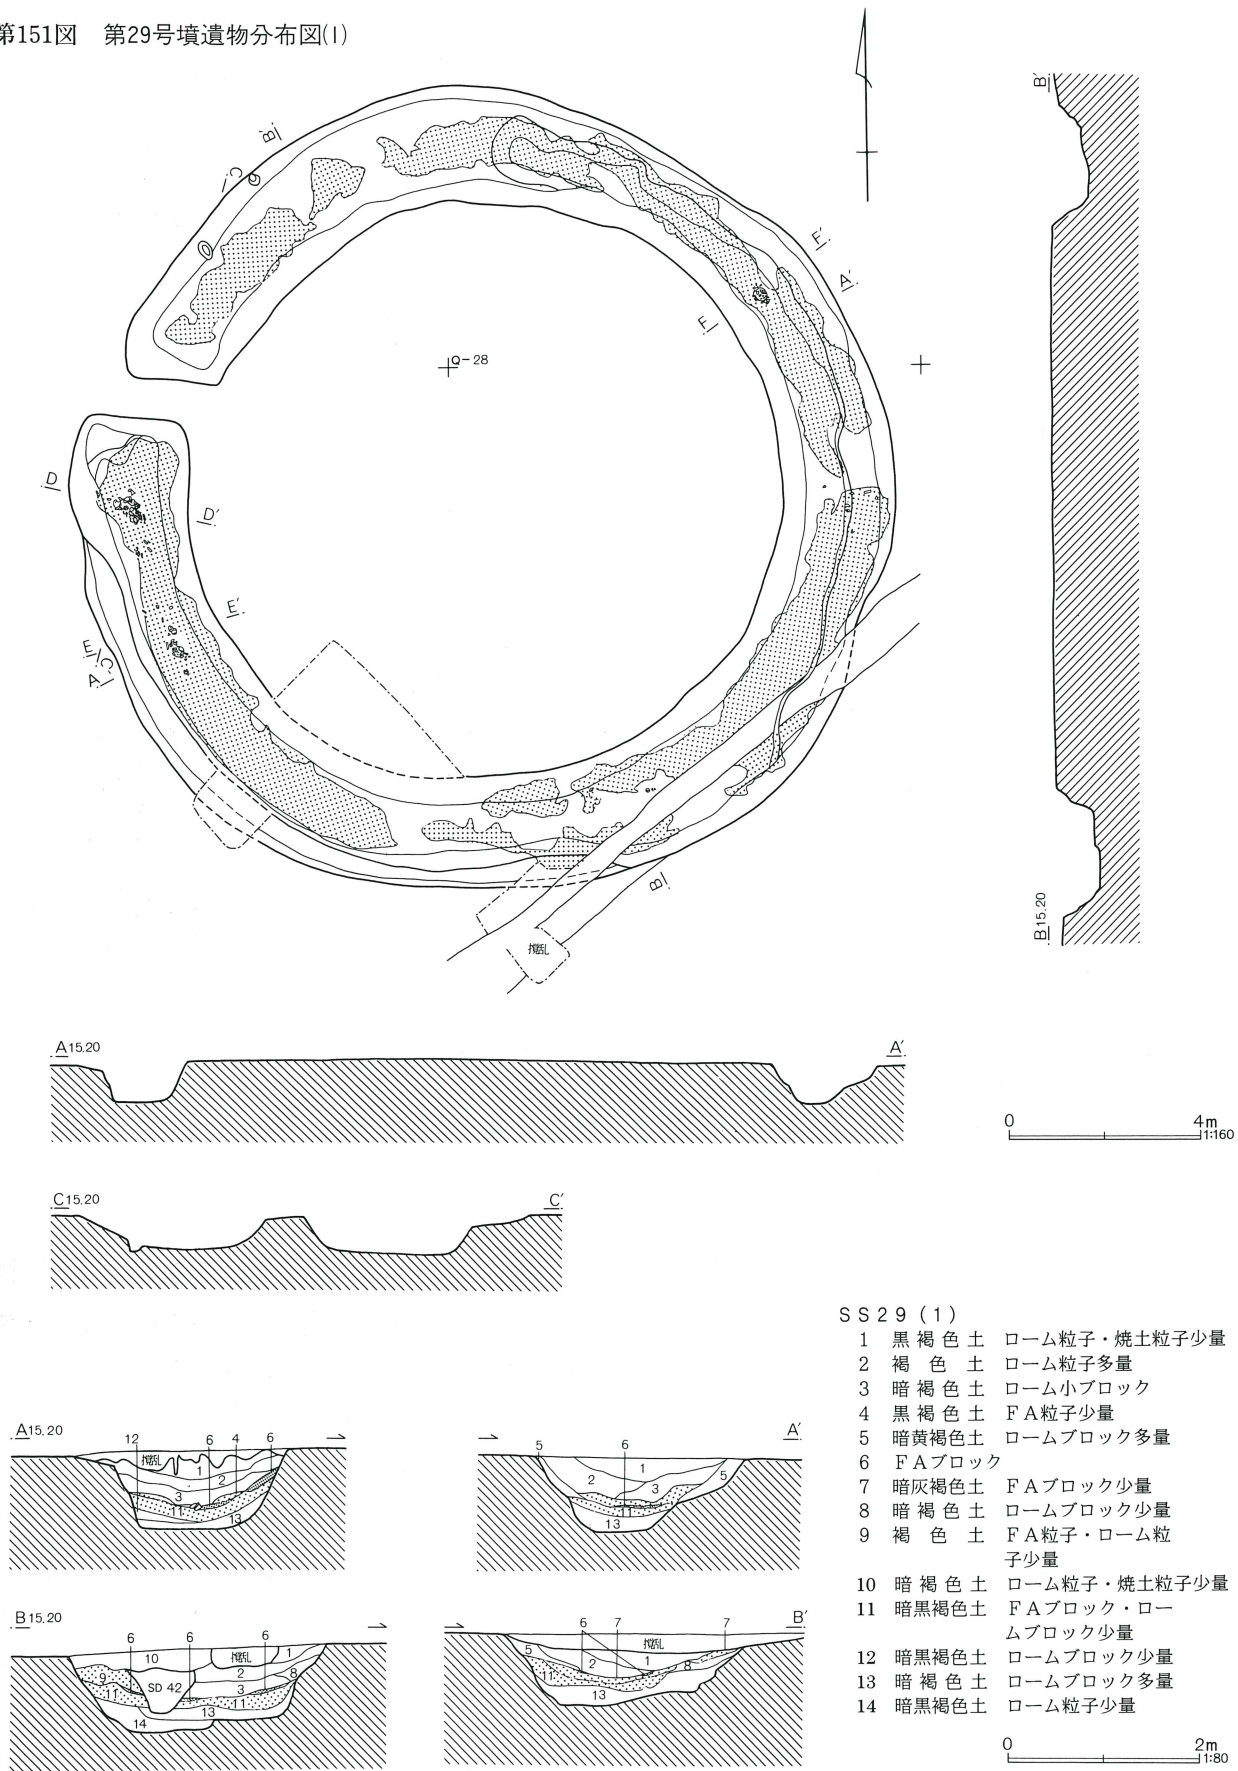 第151図 第29号墳遺物分布図(1)
B′
B′
C′
F′
A′
F
Q-28
D
D′
E′
E
C
A
B
撹乱
B15.20
A15.20
A′
0 4m
1:160
C15.20
C′
SS29(1)
1 黒褐色土 ローム粒子・焼土粒子少量
2 褐色土 ローム粒子多量
3 暗褐色土 ローム小ブロック
4 黒褐色土 FA粒子少量
5 暗黄褐色土 ロームブロック多量
6 FAブロック
7 暗灰褐色土 FAブロック少量
8 暗褐色土 ロームブロック少量
9 褐色土 FA粒子・ローム粒
子少量
10 暗褐色土 ローム粒子・焼土粒子少量
11 暗黒褐色土 FAブロック・ロー
ムブロック少量
12 暗黒褐色土 ロームブロック少量
13 暗褐色土 ロームブロック多量
14 暗黒褐色土 ローム粒子少量
A15.20
12 6 4 6
撹乱
1
2
3
11
13
A′
5 6
1
2
3
5
11
13
B15.20
6 6 6
10 撹乱 1
2 8
9 SD 42 3
11 11
13
14
B′
6 7 7
撹乱
5 2 1 8
11
13
0 2m
1:80